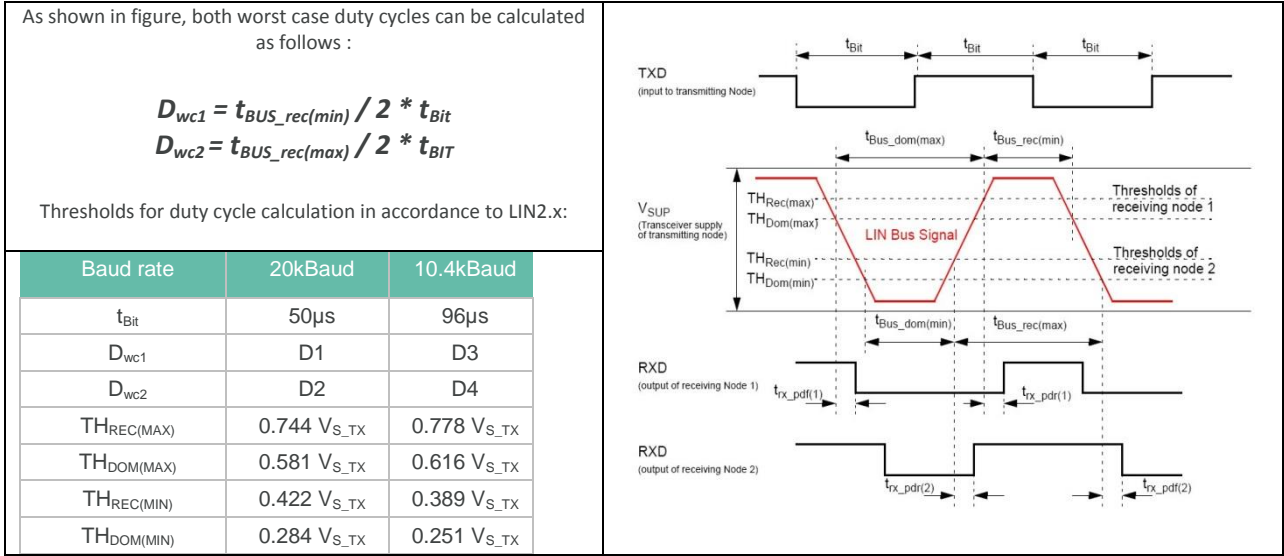 As shown in figure, both worst case duty cycles can be calculated
as follows :
Dwc1 = tBUS_rec(min) / 2 * tBit
Dwc2 = tBUS_rec(max) / 2 * tBIT
Thresholds for duty cycle calculation in accordance to LIN2.x:
Baud rate 20kBaud 10.4kBaud
tBit 50µs 96µs
Dwc1 D1 D3
Dwc2 D2 D4
THREC(MAX) 0.744 VS_TX 0.778 VS_TX
THDOM(MAX) 0.581 VS_TX 0.616 VS_TX
THREC(MIN) 0.422 VS_TX 0.389 VS_TX
THDOM(MIN) 0.284 VS_TX 0.251 VS_TX
tBit tBit tBit
TXD
(input to transmitting Node)
tBus_dom(max) tBus_rec(min)
VSUP
(Transceiver supply
of transmitting node)
THRec(max)
THDom(max)
THRec(min)
THDom(min)
LIN Bus Signal
Thresholds of
receiving node 1
Thresholds of
receiving node 2
tBus_dom(min) tBus_rec(max)
RXD
(output of receiving Node 1)
trx_pdf(1) trx_pdr(1)
RXD
(output of receiving Node 2)
trx_pdr(2) trx_pdf(2)